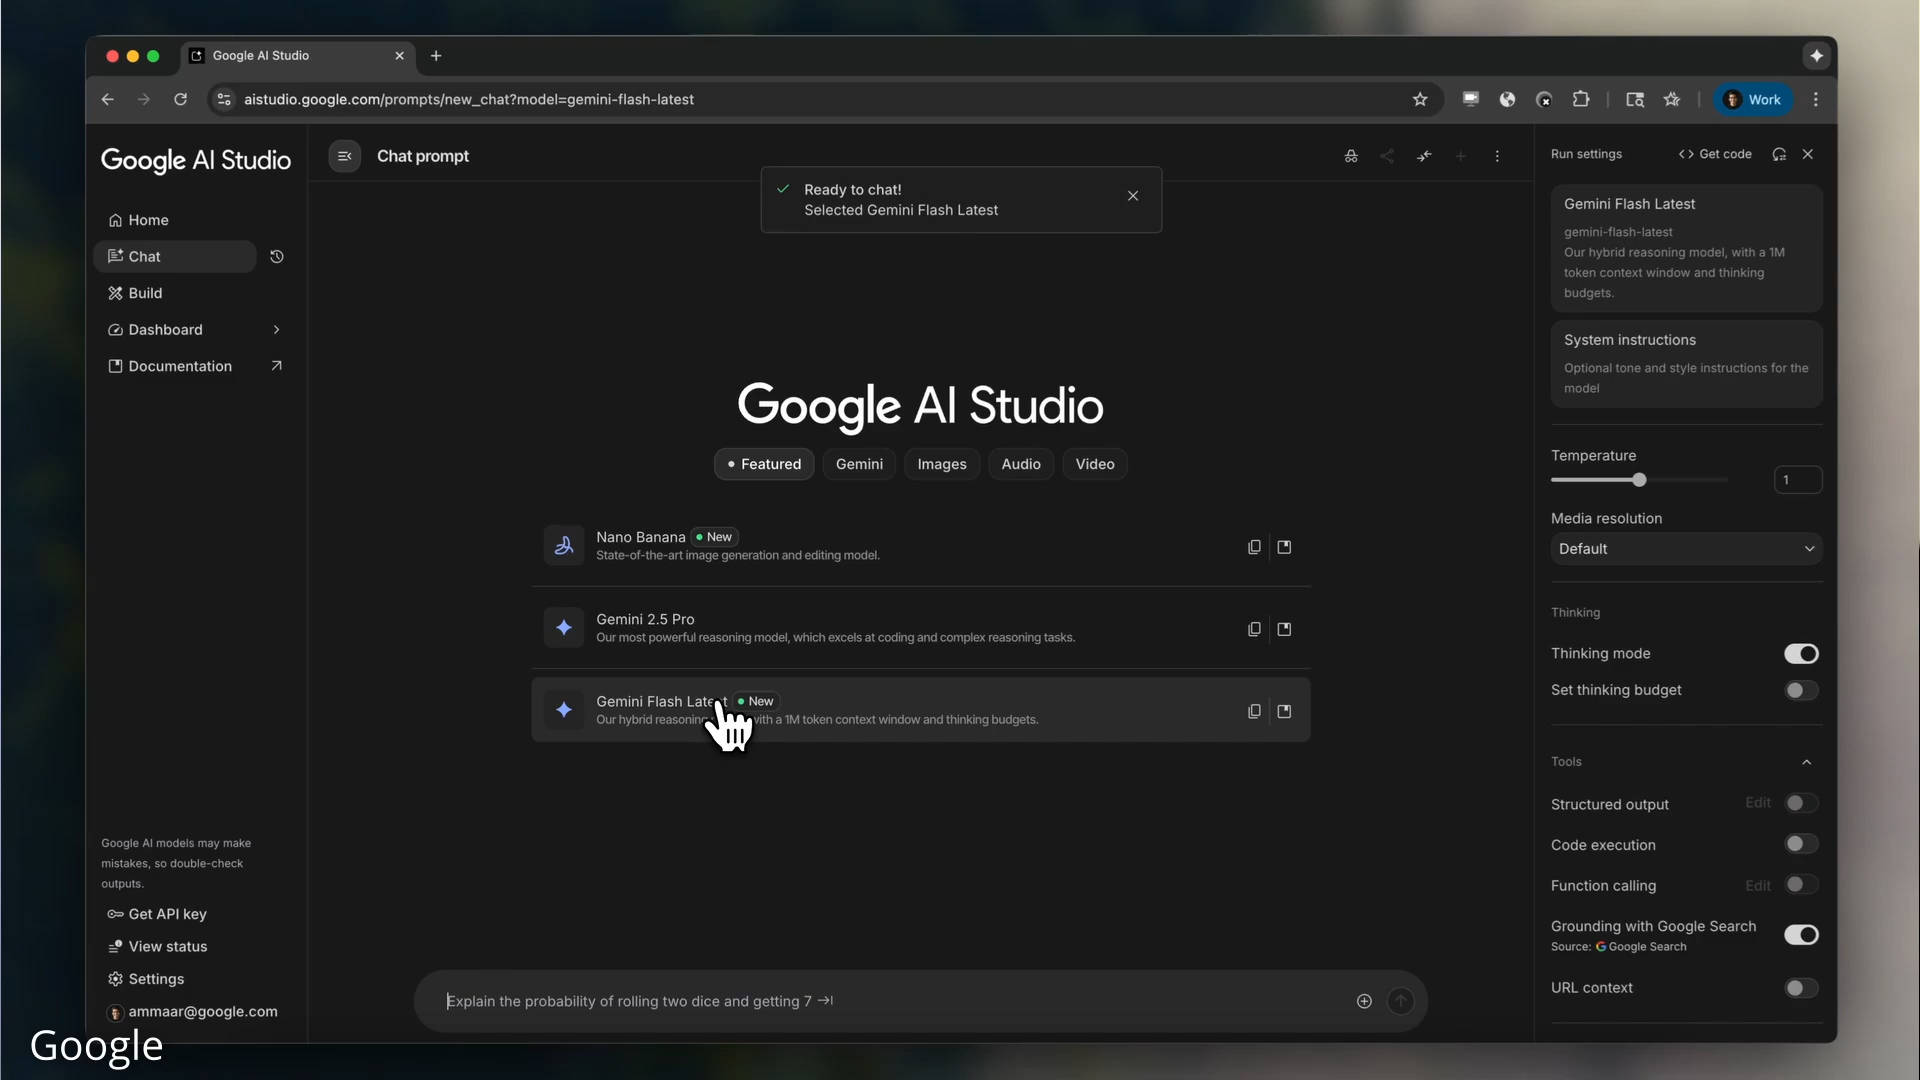 Google AI Studio
aistudio.google.com/prompts/new_chat?model=gemini-flash-latest
Work
Google AI Studio
Home
Chat
Build
Dashboard
Documentation
Google AI models may make
mistakes, so double-check
outputs.
Get API key
View status
Settings
ammaar@google.com
Chat prompt
Ready to chat!
Selected Gemini Flash Latest
Google AI Studio
Featured
Gemini
Images
Audio
Video
Nano Banana New
State-of-the-art image generation and editing model.
Gemini 2.5 Pro
Our most powerful reasoning model, which excels at coding and complex reasoning tasks.
Gemini Flash Latest New
Our hybrid reasoning with a 1M token context window and thinking budgets.
Explain the probability of rolling two dice and getting 7
Run settings
Get code
Gemini Flash Latest
gemini-flash-latest
Our hybrid reasoning model, with a 1M
token context window and thinking
budgets.
System instructions
Optional tone and style instructions for the
model
Temperature
1
Media resolution
Default
Thinking
Thinking mode
Set thinking budget
Tools
Structured output
Edit
Code execution
Function calling
Edit
Grounding with Google Search
Source: Google Search
URL context
Google